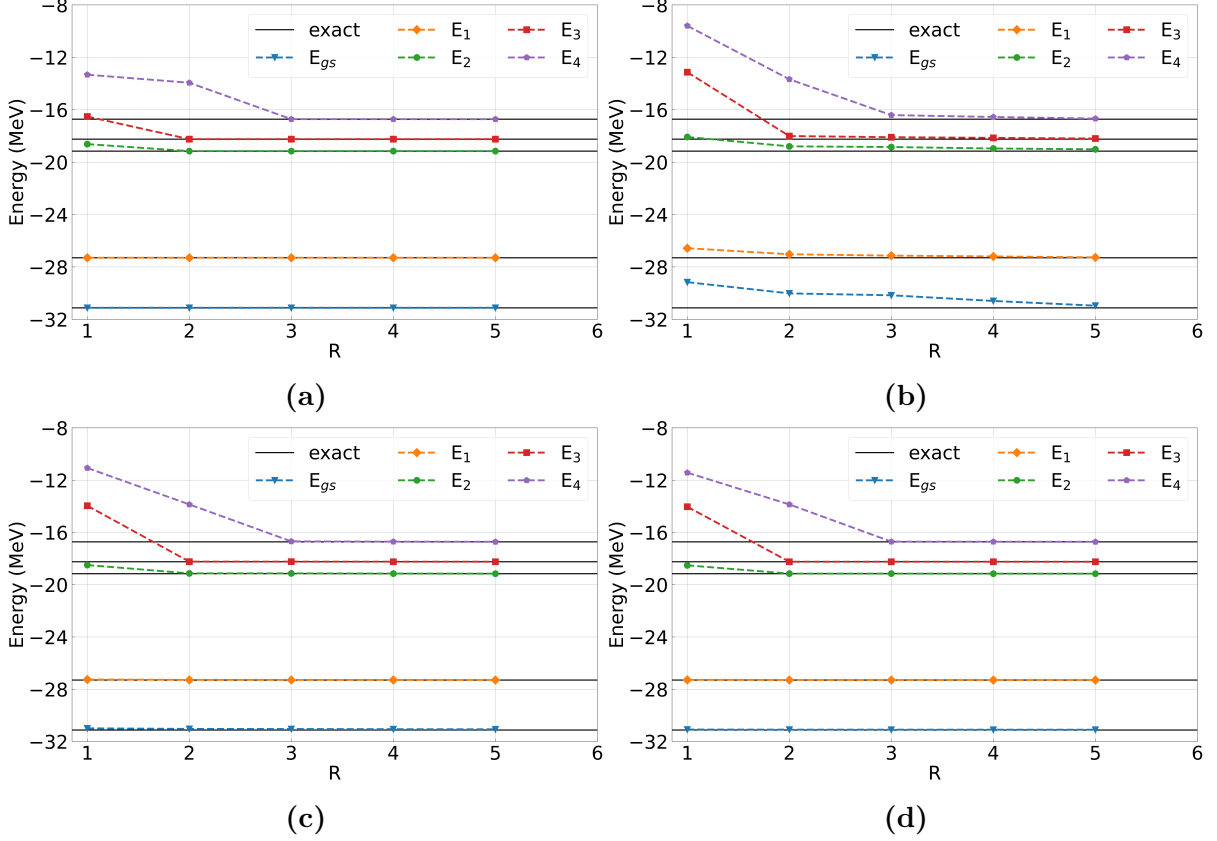 −8
−12
−16
−20
−24
−28
−32
Energy (MeV)
exact
E_gs
E_1
E_2
E_3
E_4
1 2 3 4 5 6
R
(a)
−8
−12
−16
−20
−24
−28
−32
Energy (MeV)
exact
E_gs
E_1
E_2
E_3
E_4
1 2 3 4 5 6
R
(b)
−8
−12
−16
−20
−24
−28
−32
Energy (MeV)
exact
E_gs
E_1
E_2
E_3
E_4
1 2 3 4 5 6
R
(c)
−8
−12
−16
−20
−24
−28
−32
Energy (MeV)
exact
E_gs
E_1
E_2
E_3
E_4
1 2 3 4 5 6
R
(d)